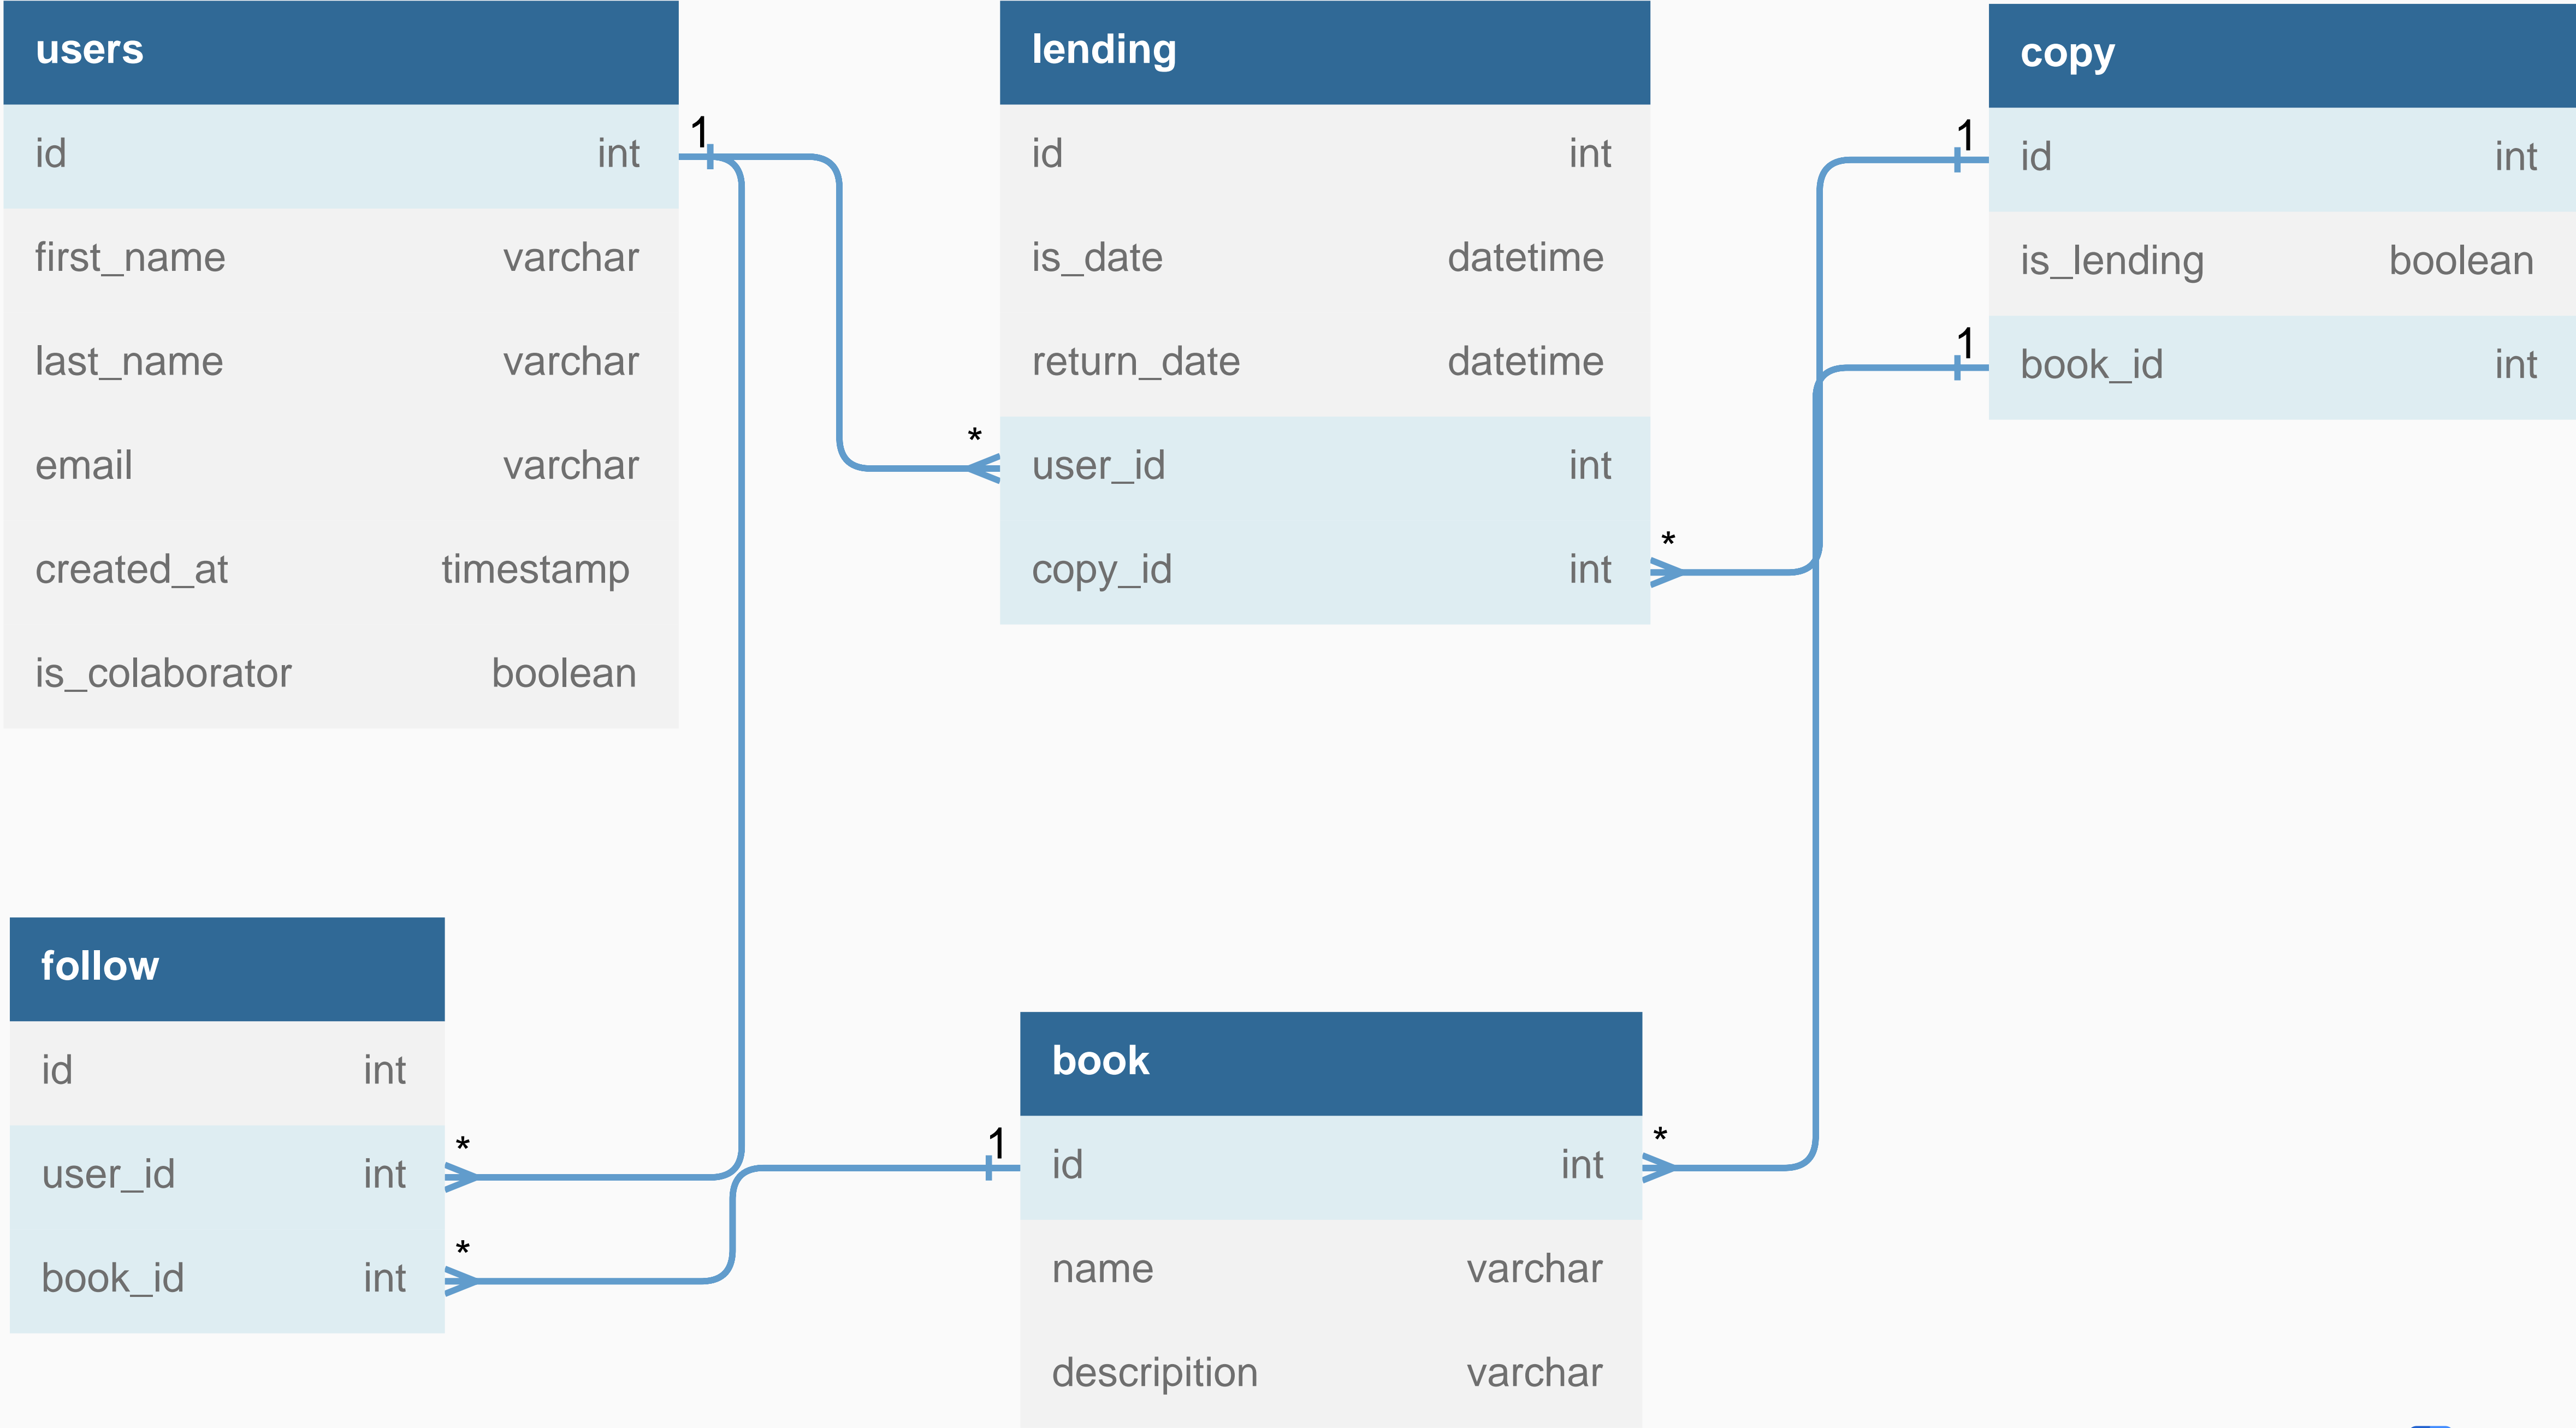 users
id int
first_name varchar
last_name varchar
email varchar
created_at timestamp
is_colaborator boolean
1
lending
id int
is_date datetime
return_date datetime
* user_id int
copy_id int *
copy
1 id int
is_lending boolean
1 book_id int
follow
id int
user_id int *
book_id int *
book
1 id int *
name varchar
descripition varchar